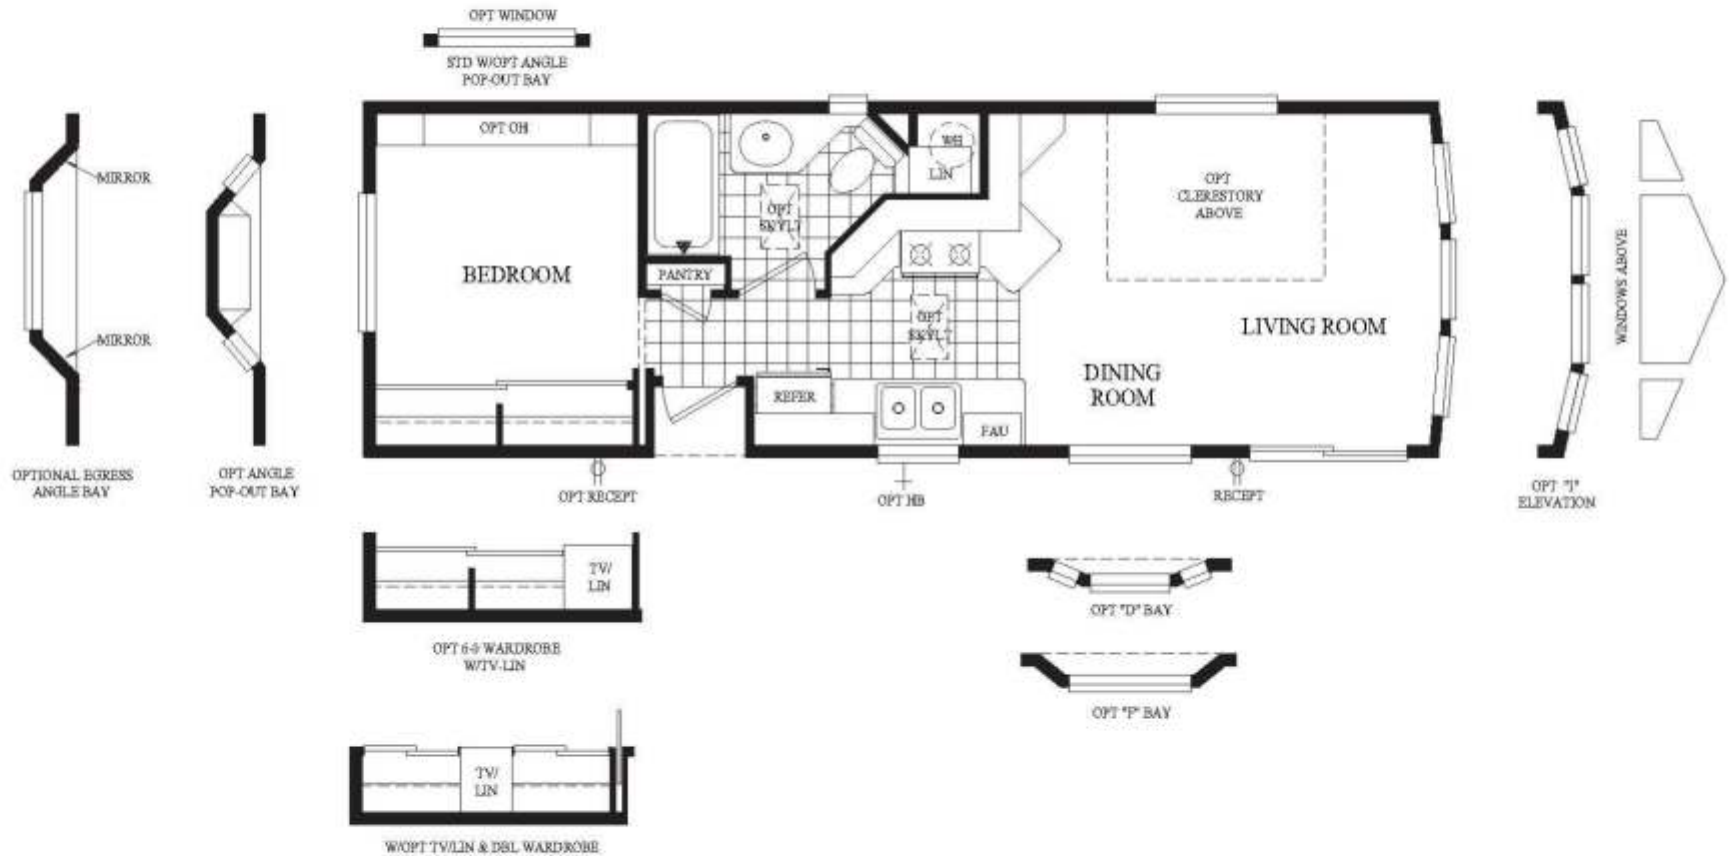 OPT WINDOW
STD W/OPT ANGLE
POP-OUT BAY
MIRROR
MIRROR
OPTIONAL EGRESS
ANGLE BAY
OPT ANGLE
POP-OUT BAY
OPT OH
BEDROOM
PANTRY
OPT
SKYLT
WH
LIN
OPT
SKYLT
OPT
CLERESTORY
ABOVE
LIVING ROOM
DINING
ROOM
REFER
FAU
OPT RECEPT
OPT HB
RECEPT
WINDOWS ABOVE
OPT "I"
ELEVATION
TV/
LIN
OPT 6-0 WARDROBE
W/TV-LIN
OPT "D" BAY
OPT "F" BAY
TV/
LIN
W/OPT TV/LIN & DBL WARDROBE